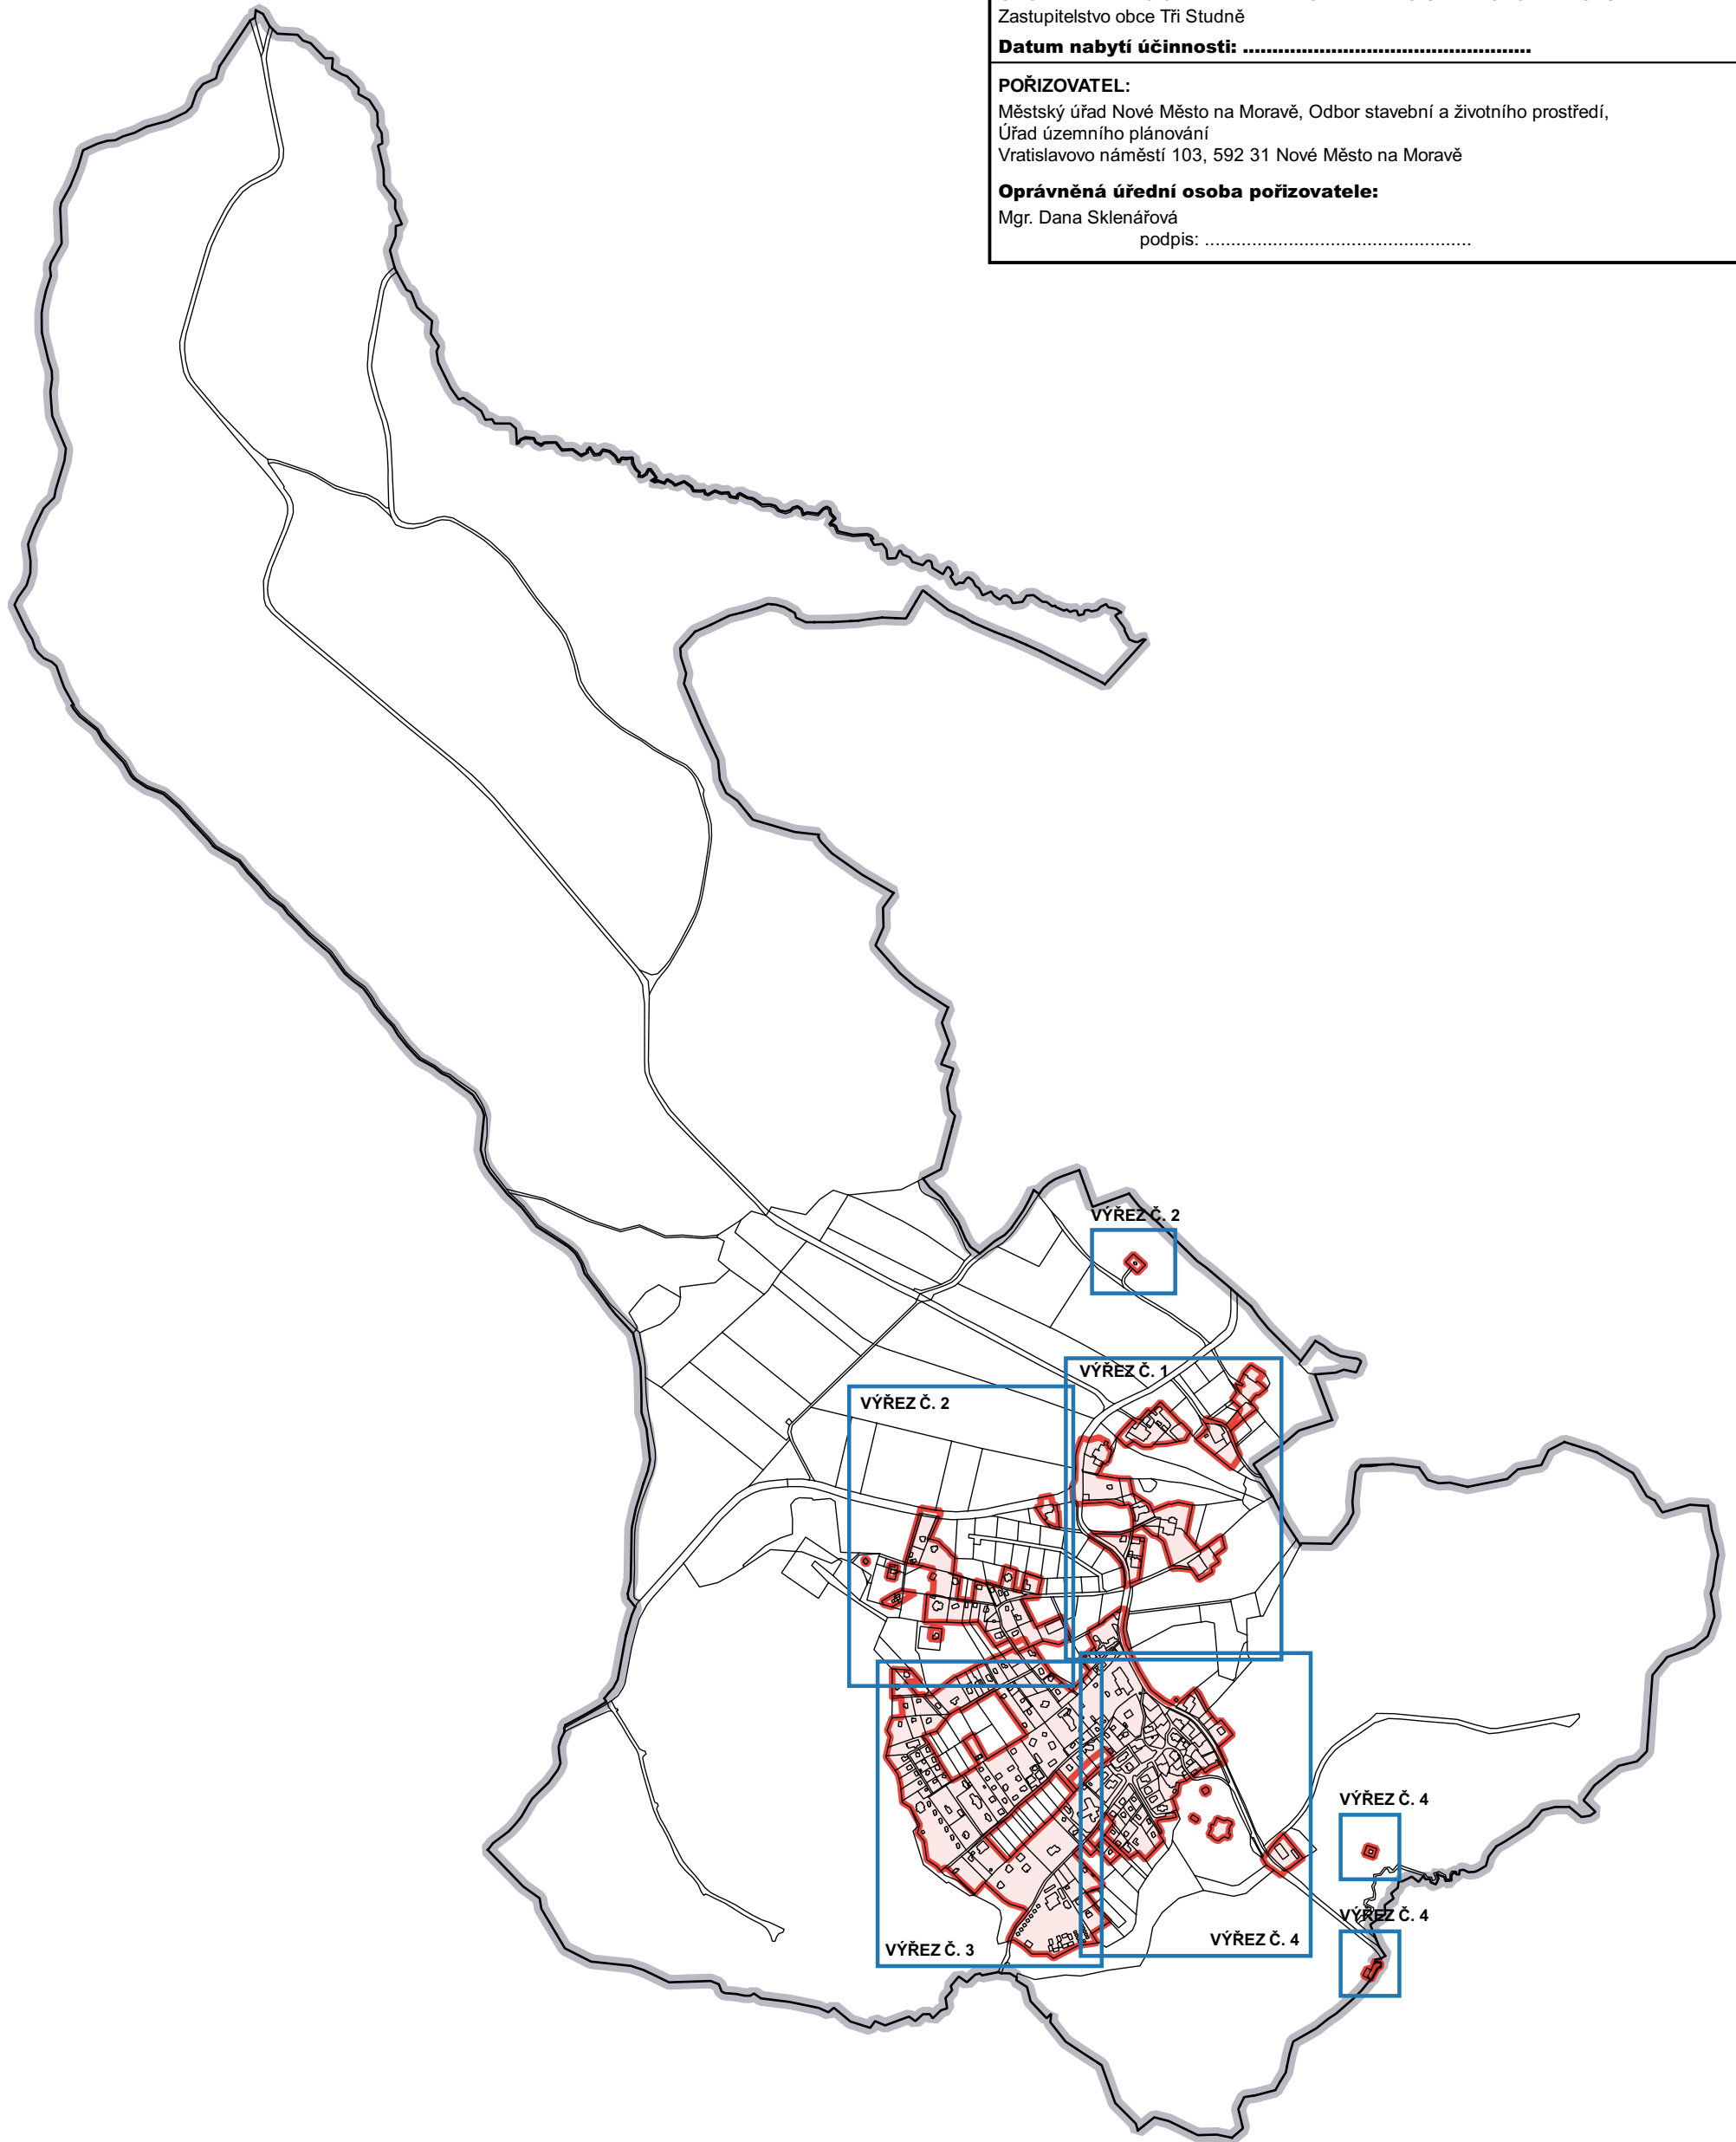 Zastupitelstvo obce Tři Studně
Datum nabytí účinnosti: .................................................
POŘIZOVATEL:
Městský úřad Nové Město na Moravě, Odbor stavební a životního prostředí,
Úřad územního plánování
Vratislavovo náměstí 103, 592 31 Nové Město na Moravě
Oprávněná úřední osoba pořizovatele:
Mgr. Dana Sklenářová
podpis: ...................................................
VÝŘEZ Č. 2
VÝŘEZ Č. 1
VÝŘEZ Č. 2
VÝŘEZ Č. 4
VÝŘEZ Č. 4
VÝŘEZ Č. 4
VÝŘEZ Č. 3